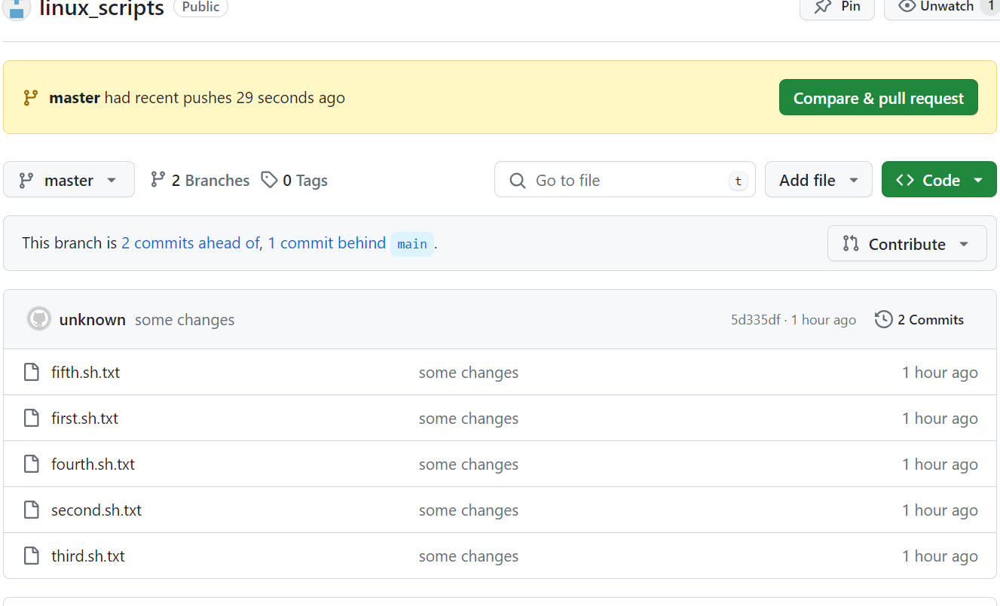 linux_scripts Public Pin Unwatch 1
master had recent pushes 29 seconds ago Compare & pull request
master 2 Branches 0 Tags Go to file t Add file Code
This branch is 2 commits ahead of, 1 commit behind main .
Contribute
unknown some changes 5d335df · 1 hour ago 2 Commits
fifth.sh.txt some changes 1 hour ago
first.sh.txt some changes 1 hour ago
fourth.sh.txt some changes 1 hour ago
second.sh.txt some changes 1 hour ago
third.sh.txt some changes 1 hour ago